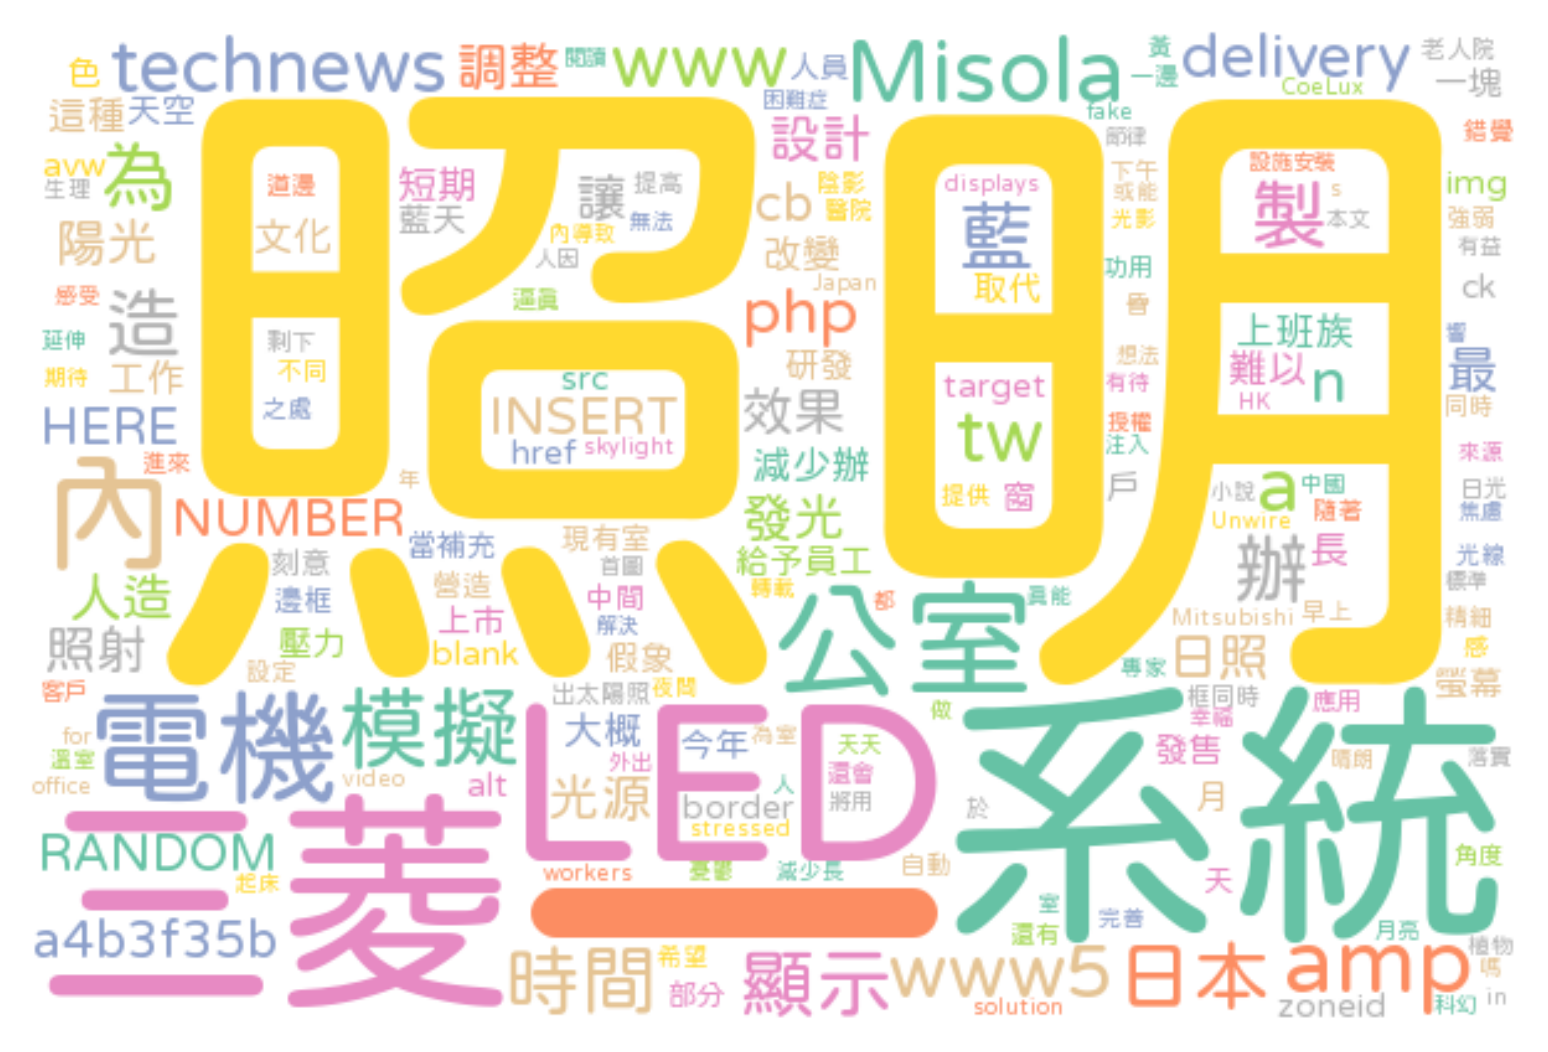 色 technews 調整 閱讀 www 人員 Misola 黃 一邊 delivery 老人院
一塊
CoeLux
這種 天空 困難症 fake
設計 節律 錯覺
avw 為 生理
道邊 短期 讓 提高 陰影 displays 下午 設施安裝 img
藍天 無法 cb 醫院 藍 或能 製 s 本文 強弱
陽光 文化 內導致 光影 有益
人因 改變 取代 功用 ck
感受 造 逼真 Japan
php 上班族 響
延伸 剩下 想法 難以 n 最
期待 工作 不同 研發 有待 HK 同時
src target
HERE 之處 INSERT 效果 tw 授權
href skylight 注入 來源
內 進來 年 減少辦 提供 窗 戶 小說 a 中國 日光
NUMBER 發光 Unwire 隨著 焦慮
當補充 現有室 給予員工 辦 長 光線
刻意 首圖 標準
人造 邊框 營造 中間 轉載 都 公室 真能 Mitsubishi 早上 精細
照明
照射 壓力 上市 解決 日照 感
設定 blank 假象 專家 螢幕
客戶 出太陽照 夜間 框同時 應用
電機 模擬 LED 做 系統 幸福
for 大概 今年 為室 天天 發售 晴朗 落實
溫室 外出 還會
office video alt 光源 border 人 將用 於 月
stressed
RANDOM 三菱 workers 憂鬱 減少長 自動 天 角度
起床
a4b3f35b 一 室 完善
還有 月亮
時間 希望 顯示 www5 日本 amp 植物
部分 嗎
solution zoneid 科幻 in